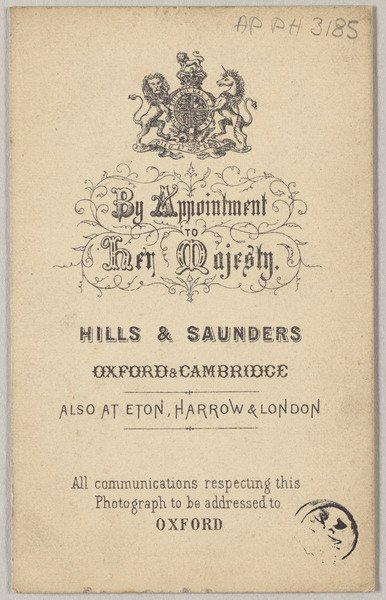 AP PH 3185
By Appointment
TO
Her Majesty.
HILLS & SAUNDERS
OXFORD & CAMBRIDGE
ALSO AT ETON, HARROW & LONDON
All communications respecting this
Photograph to be addressed to
OXFORD